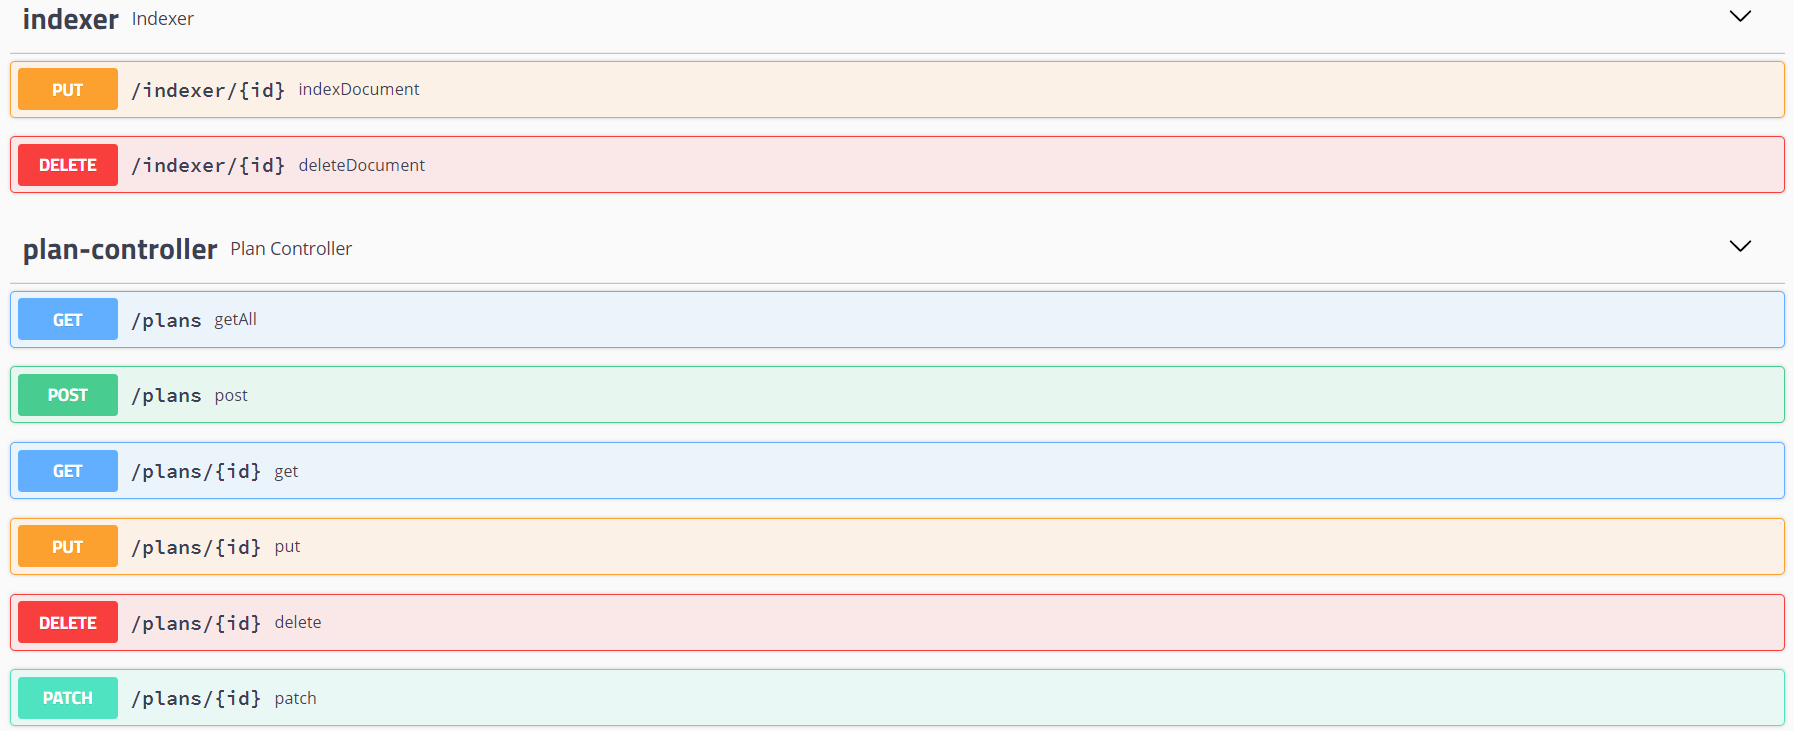 indexer Indexer
PUT /indexer/{id} indexDocument
DELETE /indexer/{id} deleteDocument
plan-controller Plan Controller
GET /plans getAll
POST /plans post
GET /plans/{id} get
PUT /plans/{id} put
DELETE /plans/{id} delete
PATCH /plans/{id} patch